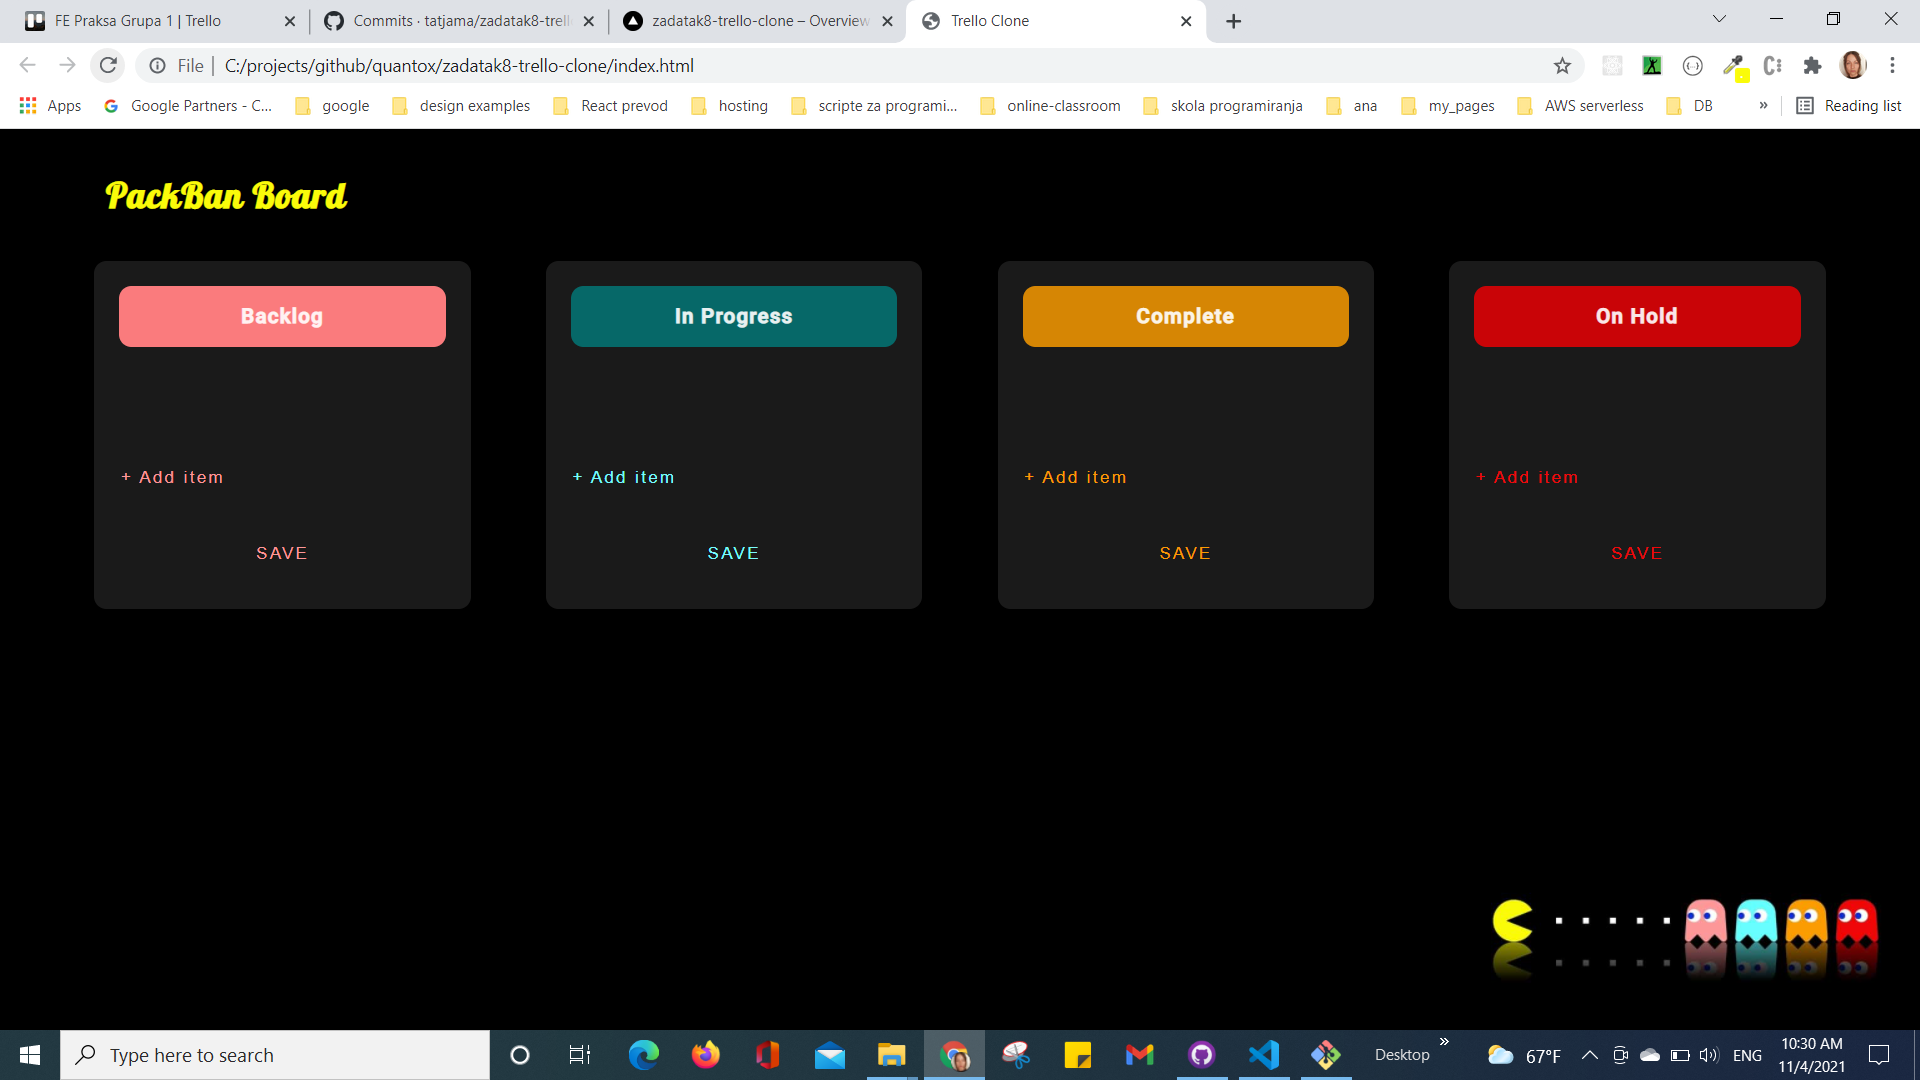 FE Praksa Grupa 1 | Trello
Commits · tatjama/zadatak8-trell
zadatak8-trello-clone – Overview
Trello Clone
File | C:/projects/github/quantox/zadatak8-trello-clone/index.html
Apps
Google Partners - C...
google
design examples
React prevod
hosting
scripte za programi...
online-classroom
skola programiranja
ana
my_pages
AWS serverless
DB
»
Reading list
PackBan Board
Backlog
In Progress
Complete
On Hold
+ Add item
+ Add item
+ Add item
+ Add item
SAVE
SAVE
SAVE
SAVE
Type here to search
Desktop
»
67°F
ENG
10:30 AM
11/4/2021